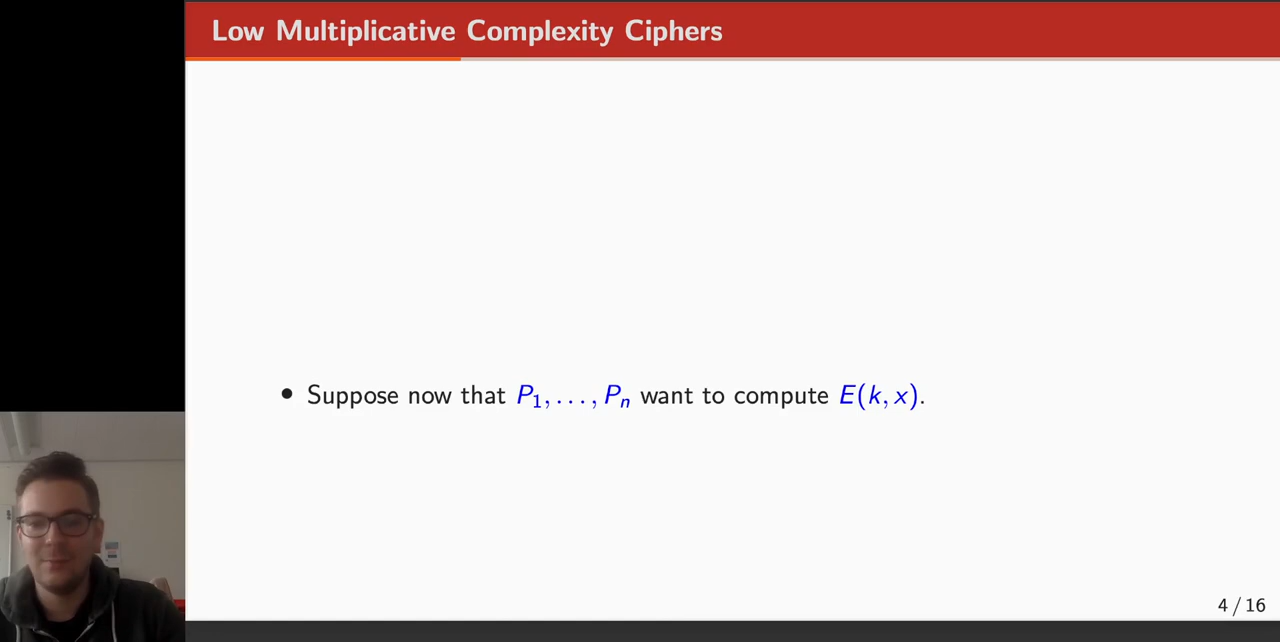 Low Multiplicative Complexity Ciphers
• Suppose now that P₁, . . . , Pₙ want to compute E(k, x).
4 / 16